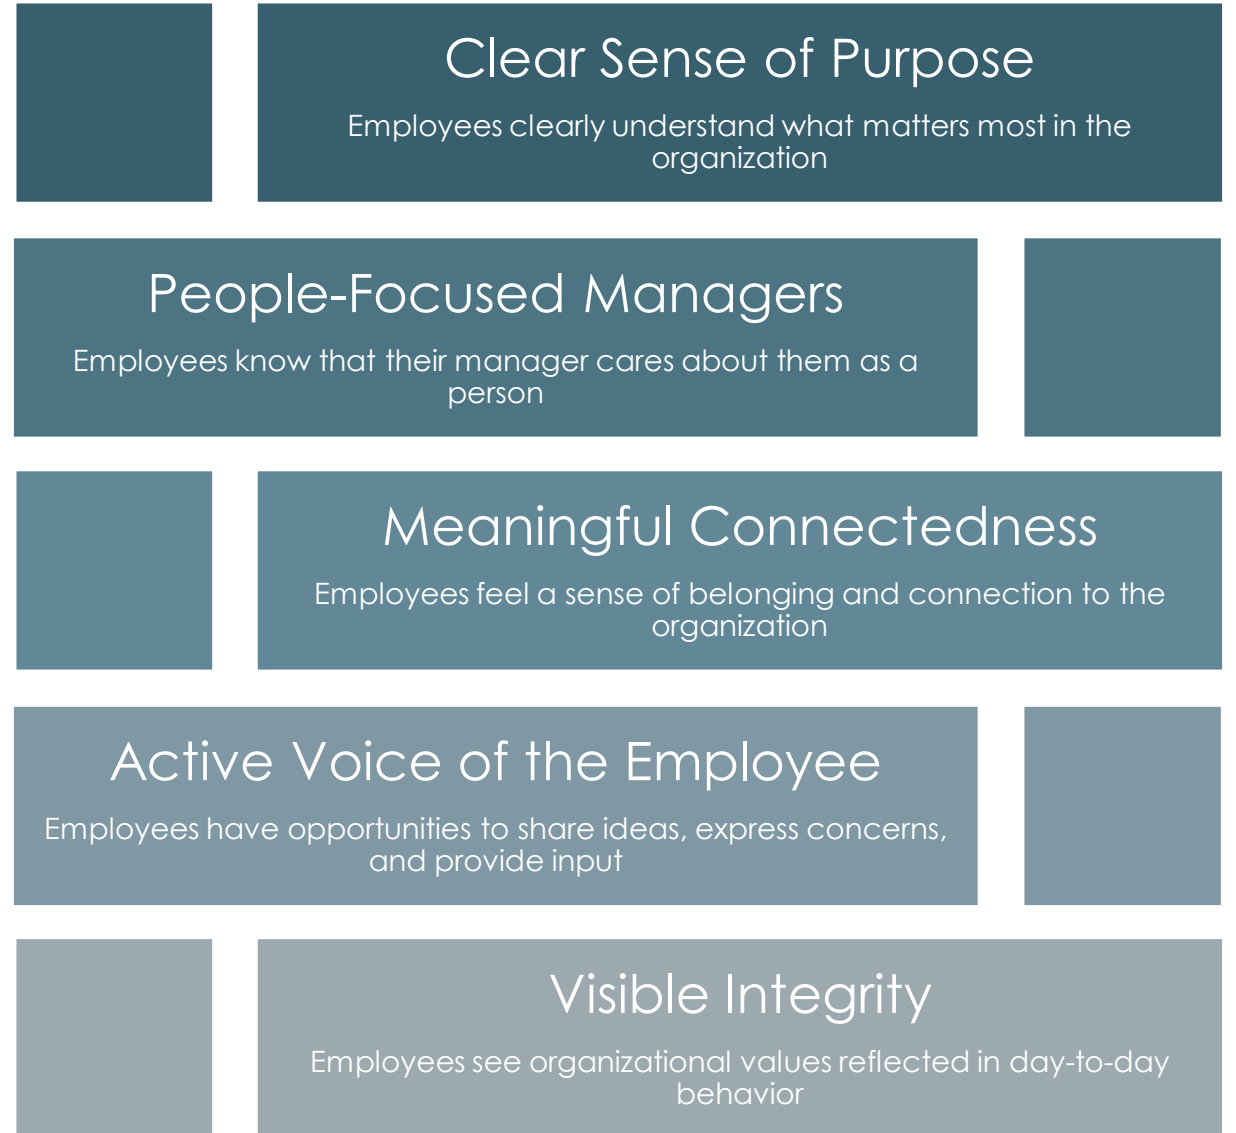 Clear Sense of Purpose
Employees clearly understand what matters most in the
organization
People-Focused Managers
Employees know that their manager cares about them as a
person
Meaningful Connectedness
Employees feel a sense of belonging and connection to the
organization
Active Voice of the Employee
Employees have opportunities to share ideas, express concerns,
and provide input
Visible Integrity
Employees see organizational values reflected in day-to-day
behavior